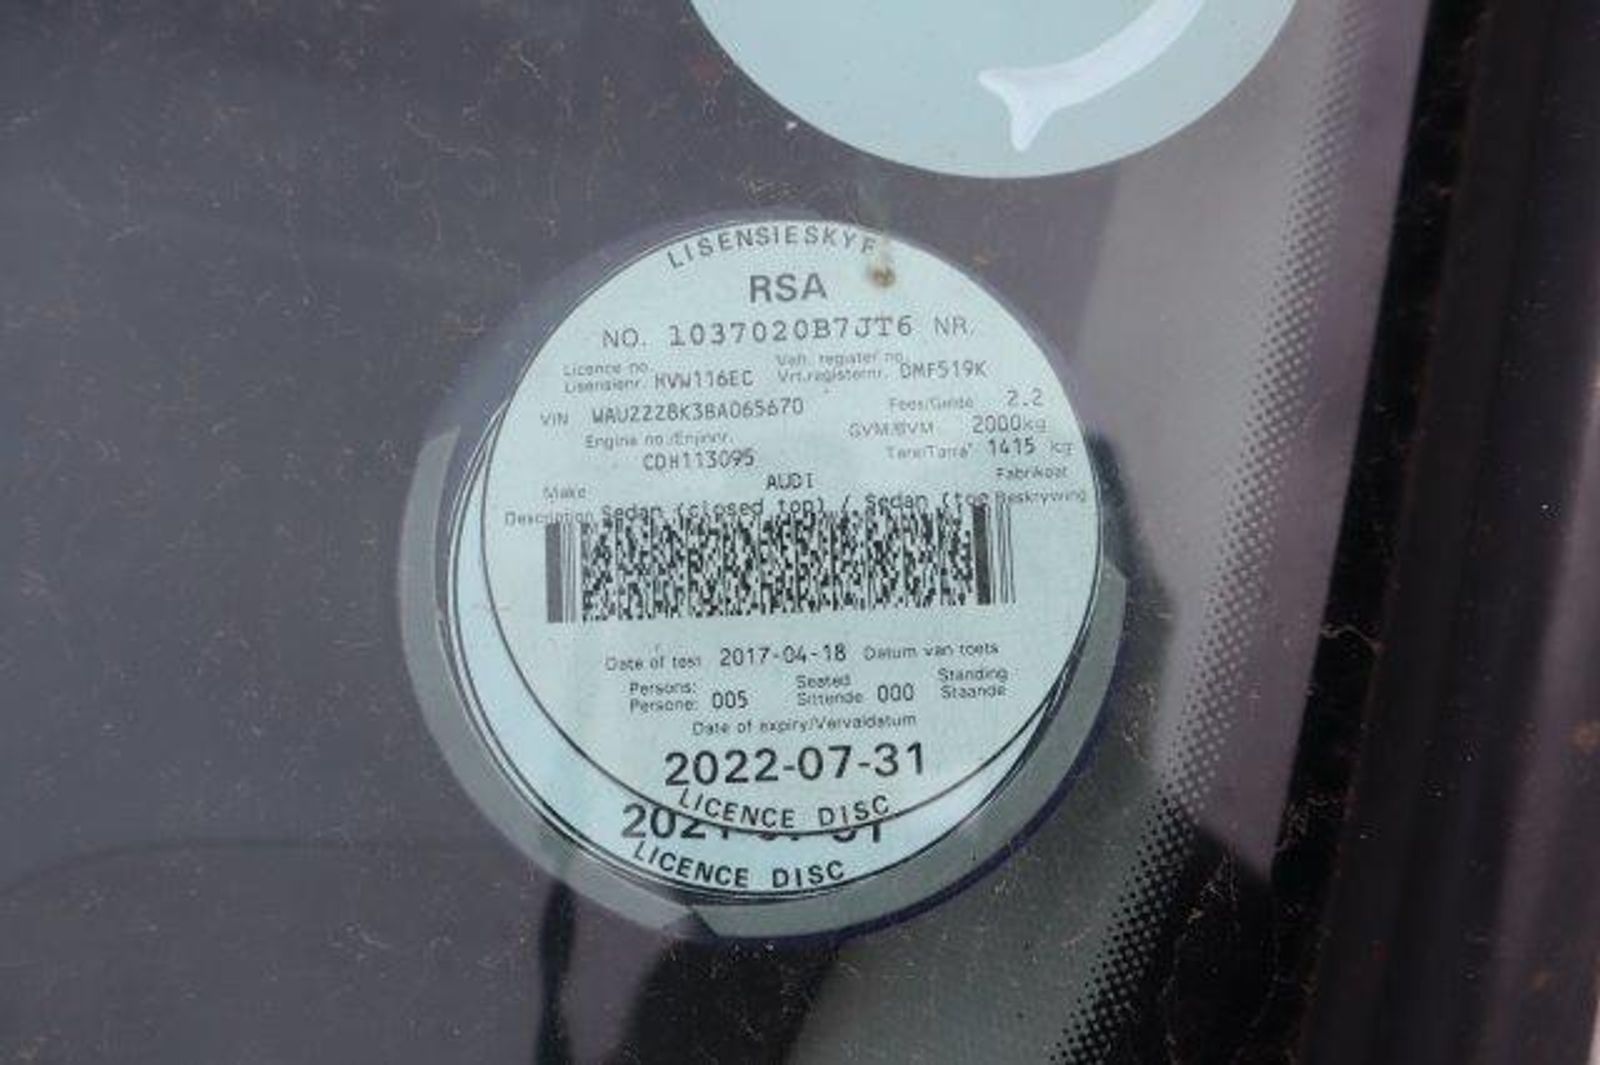 LISENSIESKYF
RSA
NO. 1037020B7JT6 NR.
Licence no. Veh. register no.
Lisensienr. HVW116EC Vrt.registernr. DMF519K
VIN WAUZZZ8K3BA065670 Fees/Gelde 2.2
Engine no./Enjinnr. GVM/BVM 2000kg
CDH113095 Tare/Tarra 1415 kg
Make AUDI Fabrikaat
Description Sedan (closed top) / Sedan (toe Beskrywing
Date of test 2017-04-18 Datum van toets
Persons: Seated Standing
Persone: 005 Sittende 000 Staande
Date of expiry/Vervaldatum
2022-07-31
LICENCE DISC
2021-07-31
LICENCE DISC